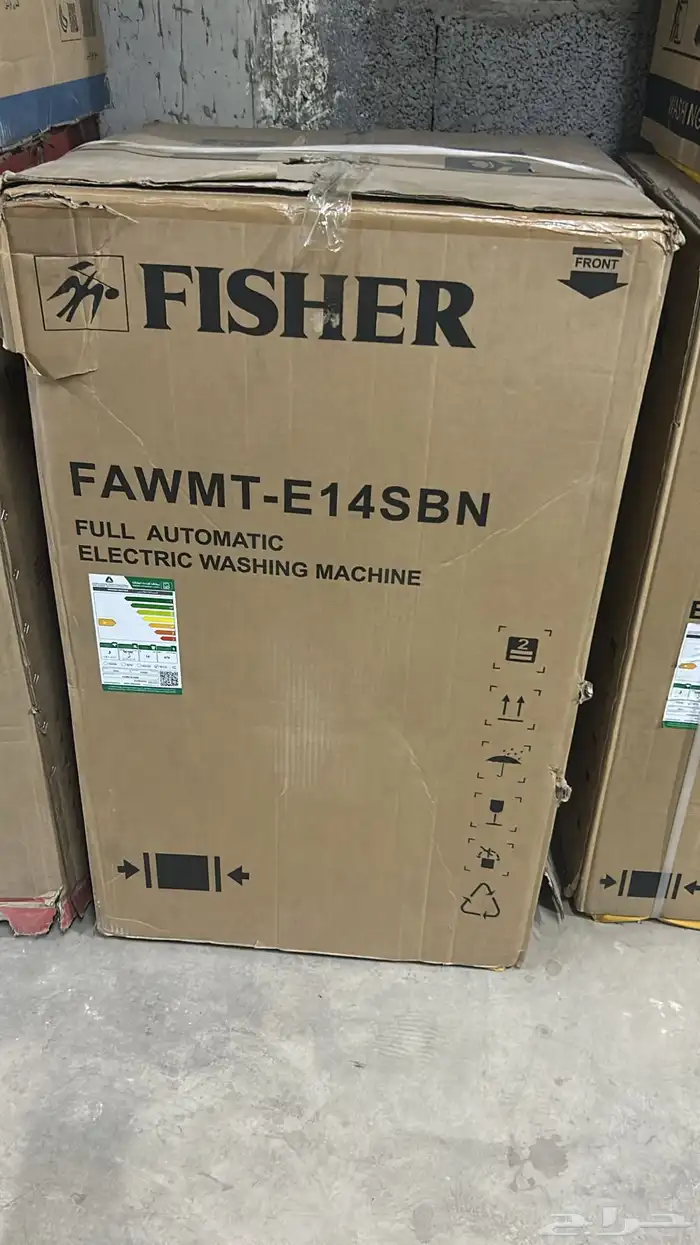 FISHER
FRONT
FAWMT-E14SBN
FULL AUTOMATIC
ELECTRIC WASHING MACHINE
2
حراج